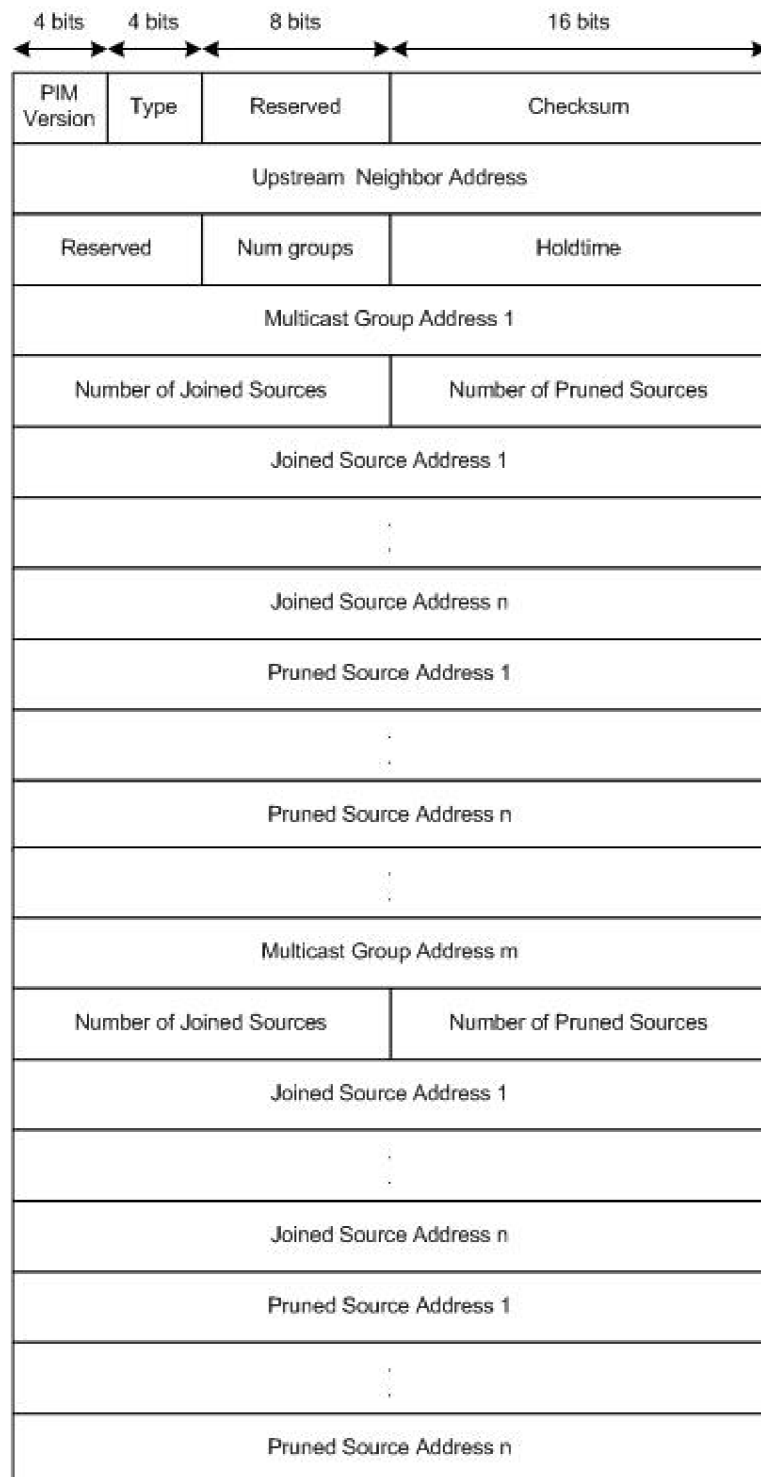 4 bits 4 bits 8 bits 16 bits
PIM Version Type Reserved Checksum
Upstream Neighbor Address
Reserved Num groups Holdtime
Multicast Group Address 1
Number of Joined Sources Number of Pruned Sources
Joined Source Address 1
:
Joined Source Address n
Pruned Source Address 1
:
Pruned Source Address n
:
Multicast Group Address m
Number of Joined Sources Number of Pruned Sources
Joined Source Address 1
:
Joined Source Address n
Pruned Source Address 1
:
Pruned Source Address n